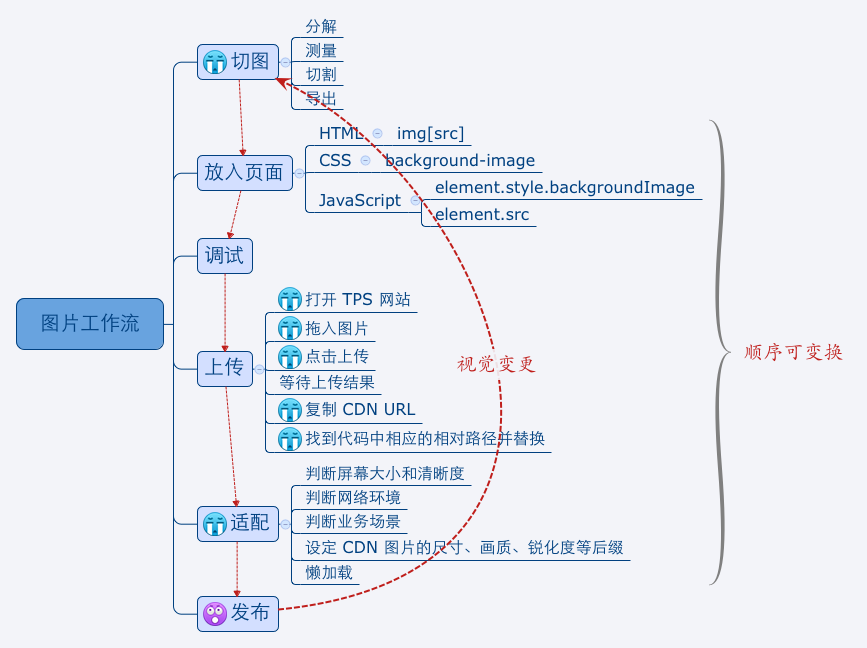 图片工作流
切图
分解
测量
切割
导出
放入页面
HTML
img[src]
CSS
background-image
JavaScript
element.style.backgroundImage
element.src
调试
上传
打开 TPS 网站
拖入图片
点击上传
等待上传结果
复制 CDN URL
找到代码中相应的相对路径并替换
适配
判断屏幕大小和清晰度
判断网络环境
判断业务场景
设定 CDN 图片的尺寸、画质、锐化度等后缀
懒加载
发布
视觉变更
顺序可变换